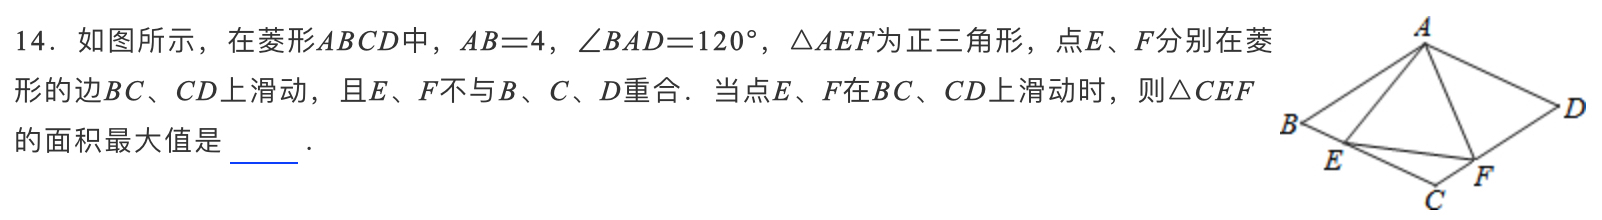 14．如图所示，在菱形ABCD中，AB=4，∠BAD=120°，△AEF为正三角形，点E、F分别在菱
形的边BC、CD上滑动，且E、F不与B、C、D重合．当点E、F在BC、CD上滑动时，则△CEF
的面积最大值是____．
A
B
D
E
F
C